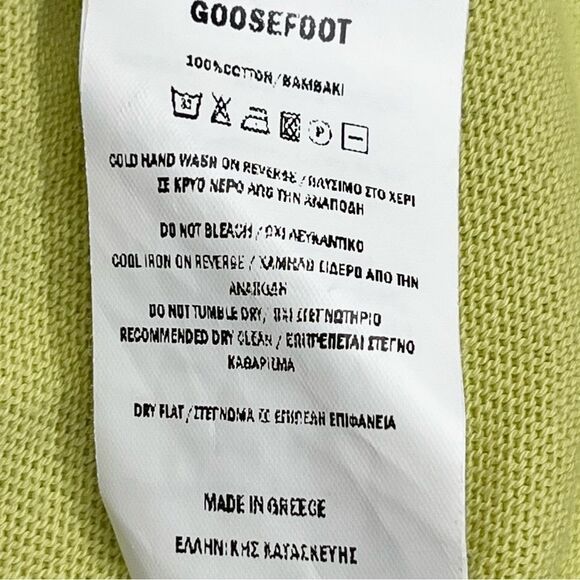 GOOSEFOOT
100%COTTON/BAMBAKI
P
COLD HAND WASH ON REVERSE / ΠΛΥΣΙΜΟ ΣΤΟ ΧΕΡΙ
ΣΕ ΚΡΥΟ ΝΕΡΟ ΑΠΟ ΤΗΝ ΑΝΑΠΟΔΗ
DO NOT BLEACH / ΟΧΙ ΛΕΥΚΑΝΤΙΚΟ
COOL IRON ON REVERSE / ΧΑΜΗΛΟ ΣΙΔΕΡΟ ΑΠΟ ΤΗΝ
ΑΝΑΠΟΔΗ
DO NOT TUMBLE DRY, ΟΧΙ ΣΤΕΓΝΩΤΗΡΙΟ
RECOMMENDED DRY CLEAN / ΕΠΙΤΡΕΠΕΤΑΙ ΣΤΕΓΝΟ
ΚΑΘΑΡΙΣΜΑ
DRY FLAT / ΣΤΕΓΝΩΜΑ ΣΕ ΕΠΙΠΕΔΗ ΕΠΙΦΑΝΕΙΑ
MADE IN GREECE
ΕΛΛΗΝΙΚΗΣ ΚΑΤΑΣΚΕΥΗΣ